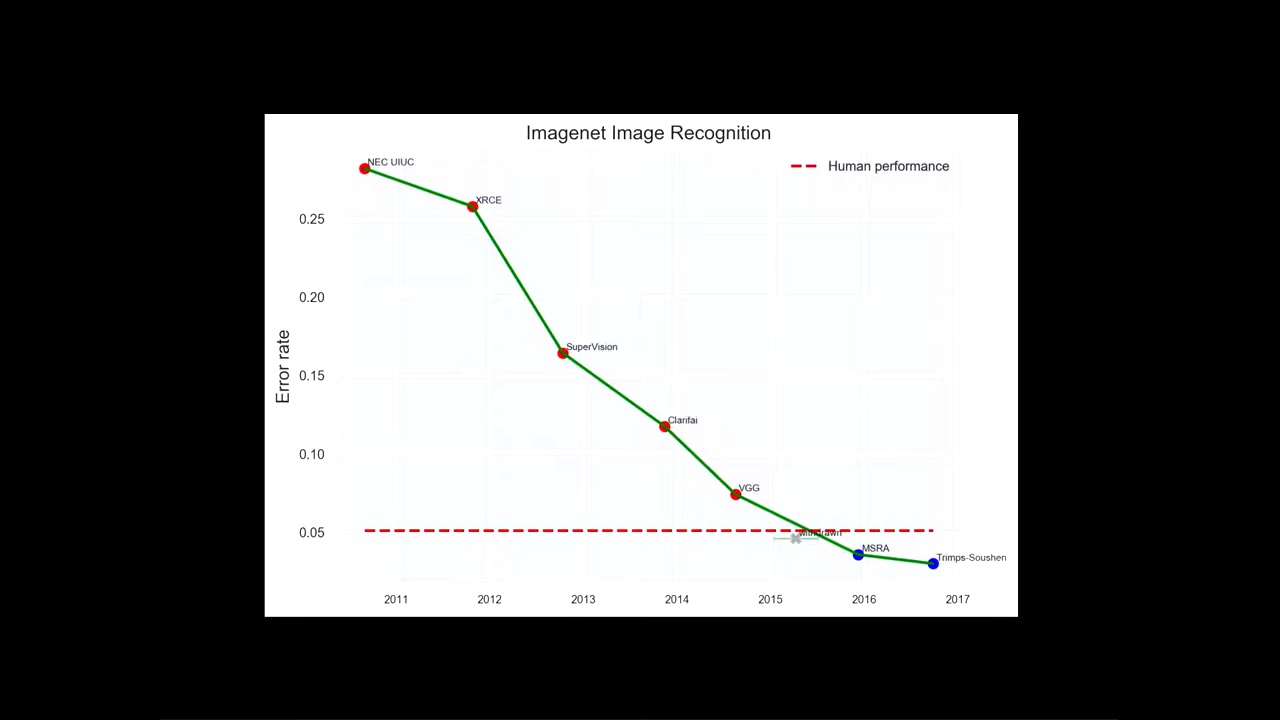 Imagenet Image Recognition
NEC UIUC
Human performance
XRCE
0.25
0.20
SuperVision
0.15
Error rate
Clarifai
0.10
VGG
0.05
withdrawn
MSRA
Trimps-Soushen
2011 2012 2013 2014 2015 2016 2017